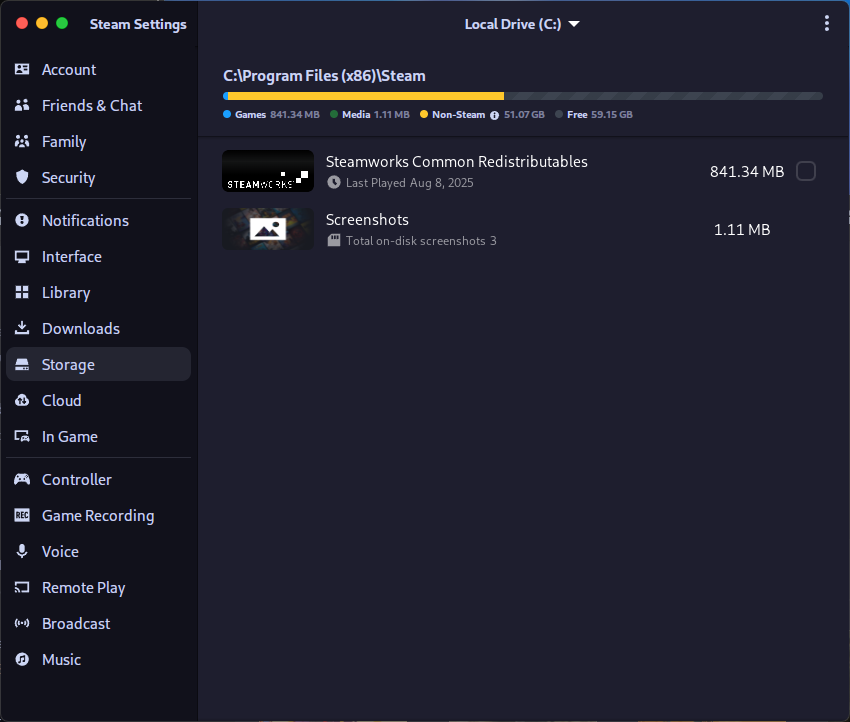 Steam Settings
Local Drive (C:)
Account
Friends & Chat
Family
Security
Notifications
Interface
Library
Downloads
Storage
Cloud
In Game
Controller
REC Game Recording
Voice
Remote Play
Broadcast
Music
C:\Program Files (x86)\Steam
Games 841.34 MB Media 1.11 MB Non-Steam 51.07 GB Free 59.15 GB
STEAMWORKS
Steamworks Common Redistributables
Last Played Aug 8, 2025
841.34 MB
Screenshots
Total on-disk screenshots 3
1.11 MB